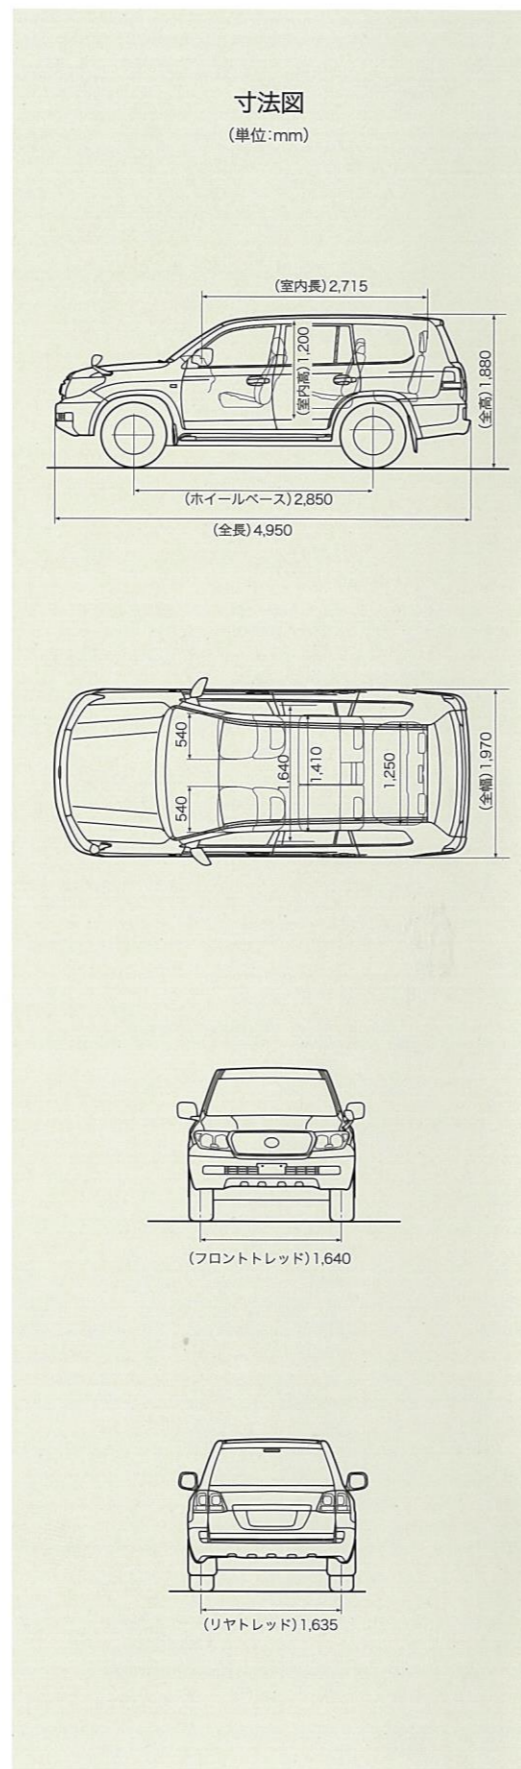 寸法図
(単位:mm)
(室内長)2,715
(室内高)1,200
(全高)1,880
(ホイールベース)2,850
(全長)4,950
540
540
1,640
1,410
1,250
(全幅)1,970
(フロントトレッド)1,640
(リヤトレッド)1,635